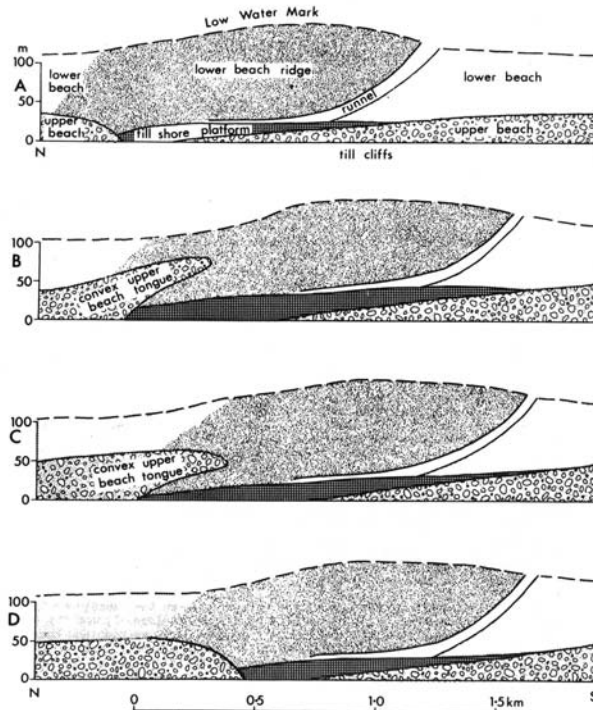 Low Water Mark
m
100
50
0
A
lower beach
lower beach ridge
runnel
lower beach
upper beach
till shore platform
upper beach
N
till cliffs
B
100
50
0
convex upper beach tongue
C
100
50
0
convex upper beach tongue
D
100
50
0
N
0
0·5
1·0
1·5km
S